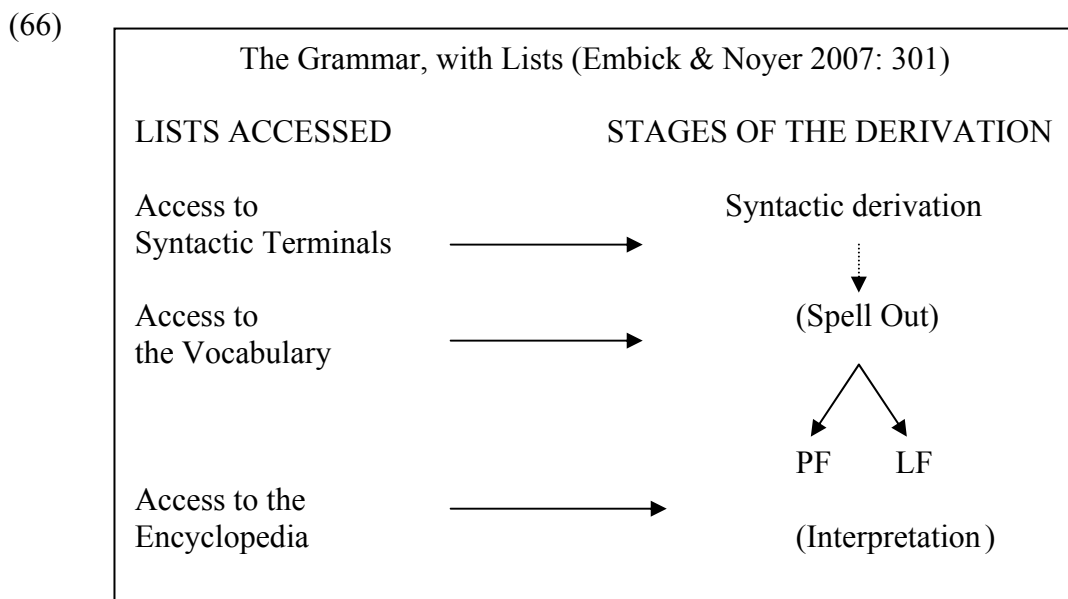 (66)
The Grammar, with Lists (Embick & Noyer 2007: 301)
LISTS ACCESSED STAGES OF THE DERIVATION
Access to Syntactic derivation
Syntactic Terminals
Access to (Spell Out)
the Vocabulary
PF LF
Access to the
Encyclopedia (Interpretation)